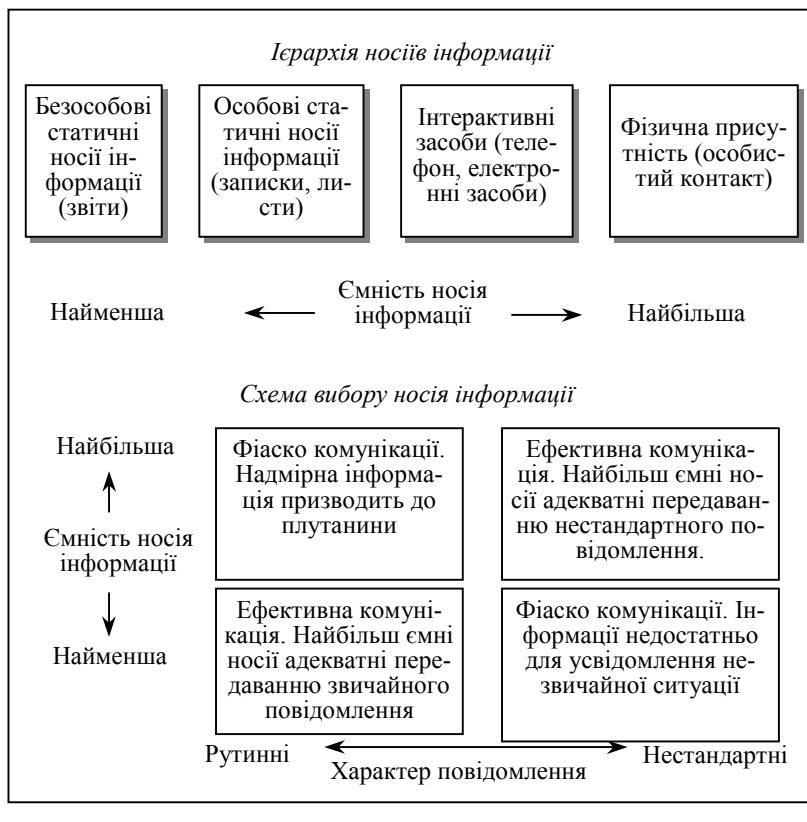 Ієрархія носіїв інформації
Безособові
статичні
носії ін-
формації
(звіти)
Особові ста-
тичні носії
інформації
(записки, ли-
сти)
Інтерактивні
засоби (теле-
фон, електро-
нні засоби)
Фізична прису-
тність (особис-
тий контакт)
Найменша
Ємність носія
інформації
Найбільша
Схема вибору носія інформації
Найбільша
Ємність носія
інформації
Найменша
Фіаско комунікації.
Надмірна інформа-
ція призводить до
плутанини
Ефективна комуніка-
ція. Найбільш ємні но-
сії адекватні передаван-
ню нестандартного по-
відомлення.
Ефективна комуні-
кація. Найбільш ємні
носії адекватні пере-
даванню звичайного
повідомлення
Фіаско комунікації. Ін-
формації недостатньо
для усвідомлення не-
звичайної ситуації
Рутинні
Характер повідомлення
Нестандартні